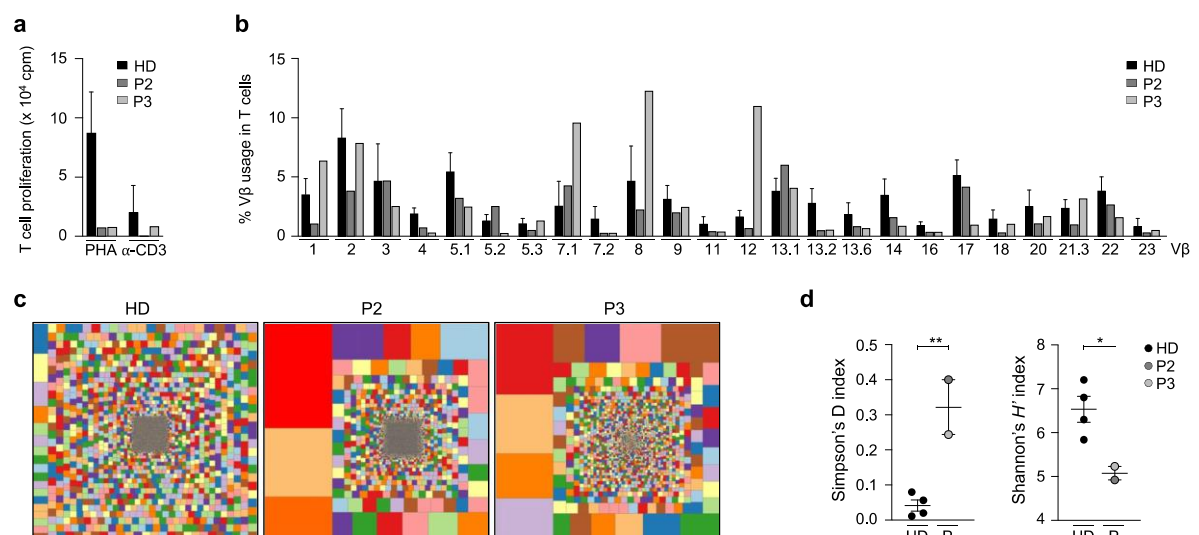 a
T cell proliferation (x 10⁴ cpm)
15
10
5
0
HD
P2
P3
PHA α-CD3
b
% Vβ usage in T cells
15
10
5
0
HD
P2
P3
1 2 3 4 5.1 5.2 5.3 7.1 7.2 8 9 11 12 13.1 13.2 13.6 14 16 17 18 20 21.3 22 23 Vβ
c
HD P2 P3
d
Simpson's D index
0.5
0.4
0.3
0.2
0.1
0.0
**
HD P
Shannon's H' index
8
7
6
5
4
*
HD P
HD
P2
P3